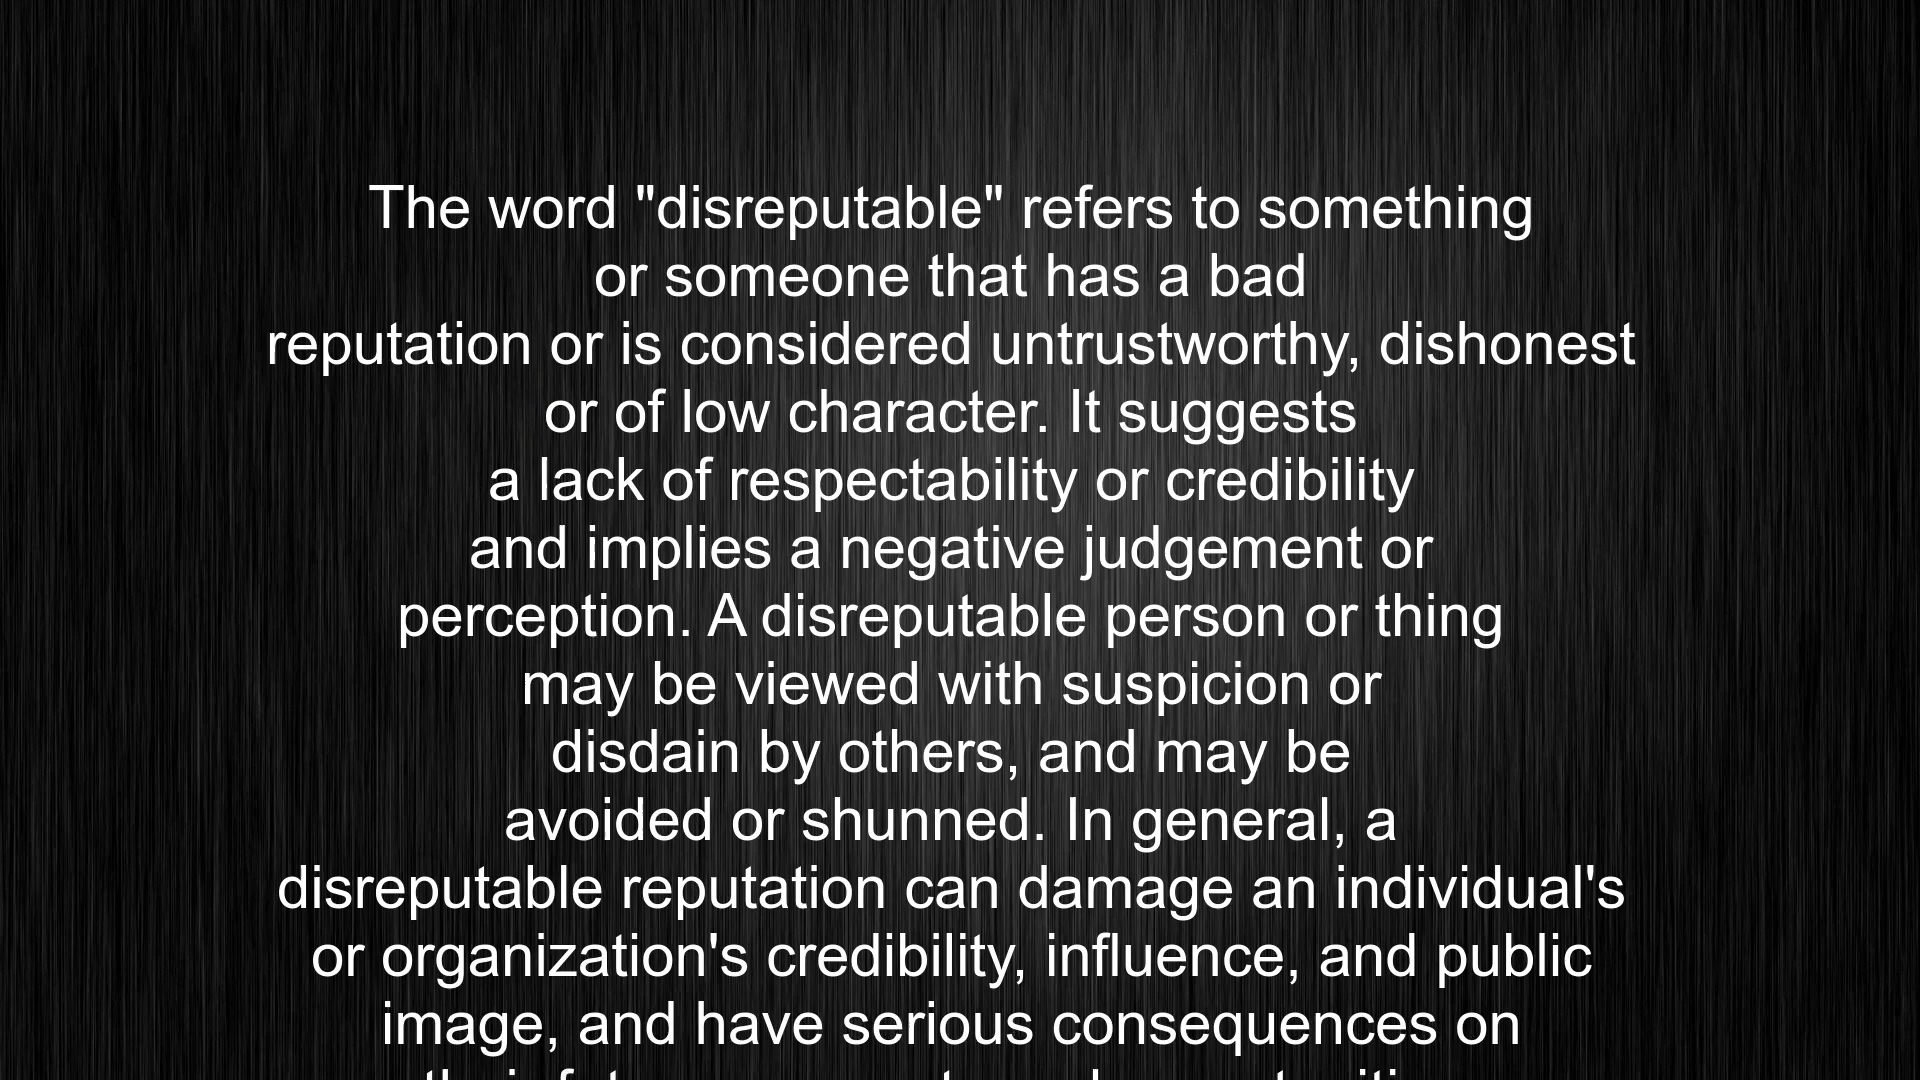 The word "disreputable" refers to something
or someone that has a bad
reputation or is considered untrustworthy, dishonest
or of low character. It suggests
a lack of respectability or credibility
and implies a negative judgement or
perception. A disreputable person or thing
may be viewed with suspicion or
disdain by others, and may be
avoided or shunned. In general, a
disreputable reputation can damage an individual's
or organization's credibility, influence, and public
image, and have serious consequences on